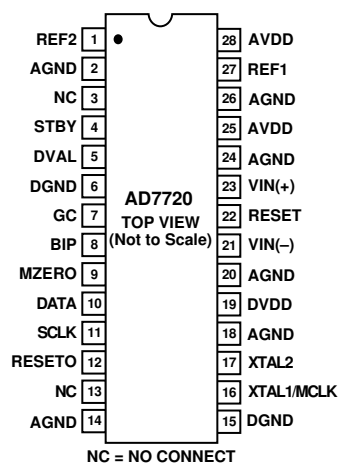 REF2 1 28 AVDD
AGND 2 27 REF1
NC 3 26 AGND
STBY 4 25 AVDD
DVAL 5 24 AGND
DGND 6 23 VIN(+)
GC 7 22 RESET
BIP 8 21 VIN(–)
MZERO 9 20 AGND
DATA 10 19 DVDD
SCLK 11 18 AGND
RESETO 12 17 XTAL2
NC 13 16 XTAL1/MCLK
AGND 14 15 DGND
AD7720
TOP VIEW
(Not to Scale)
NC = NO CONNECT